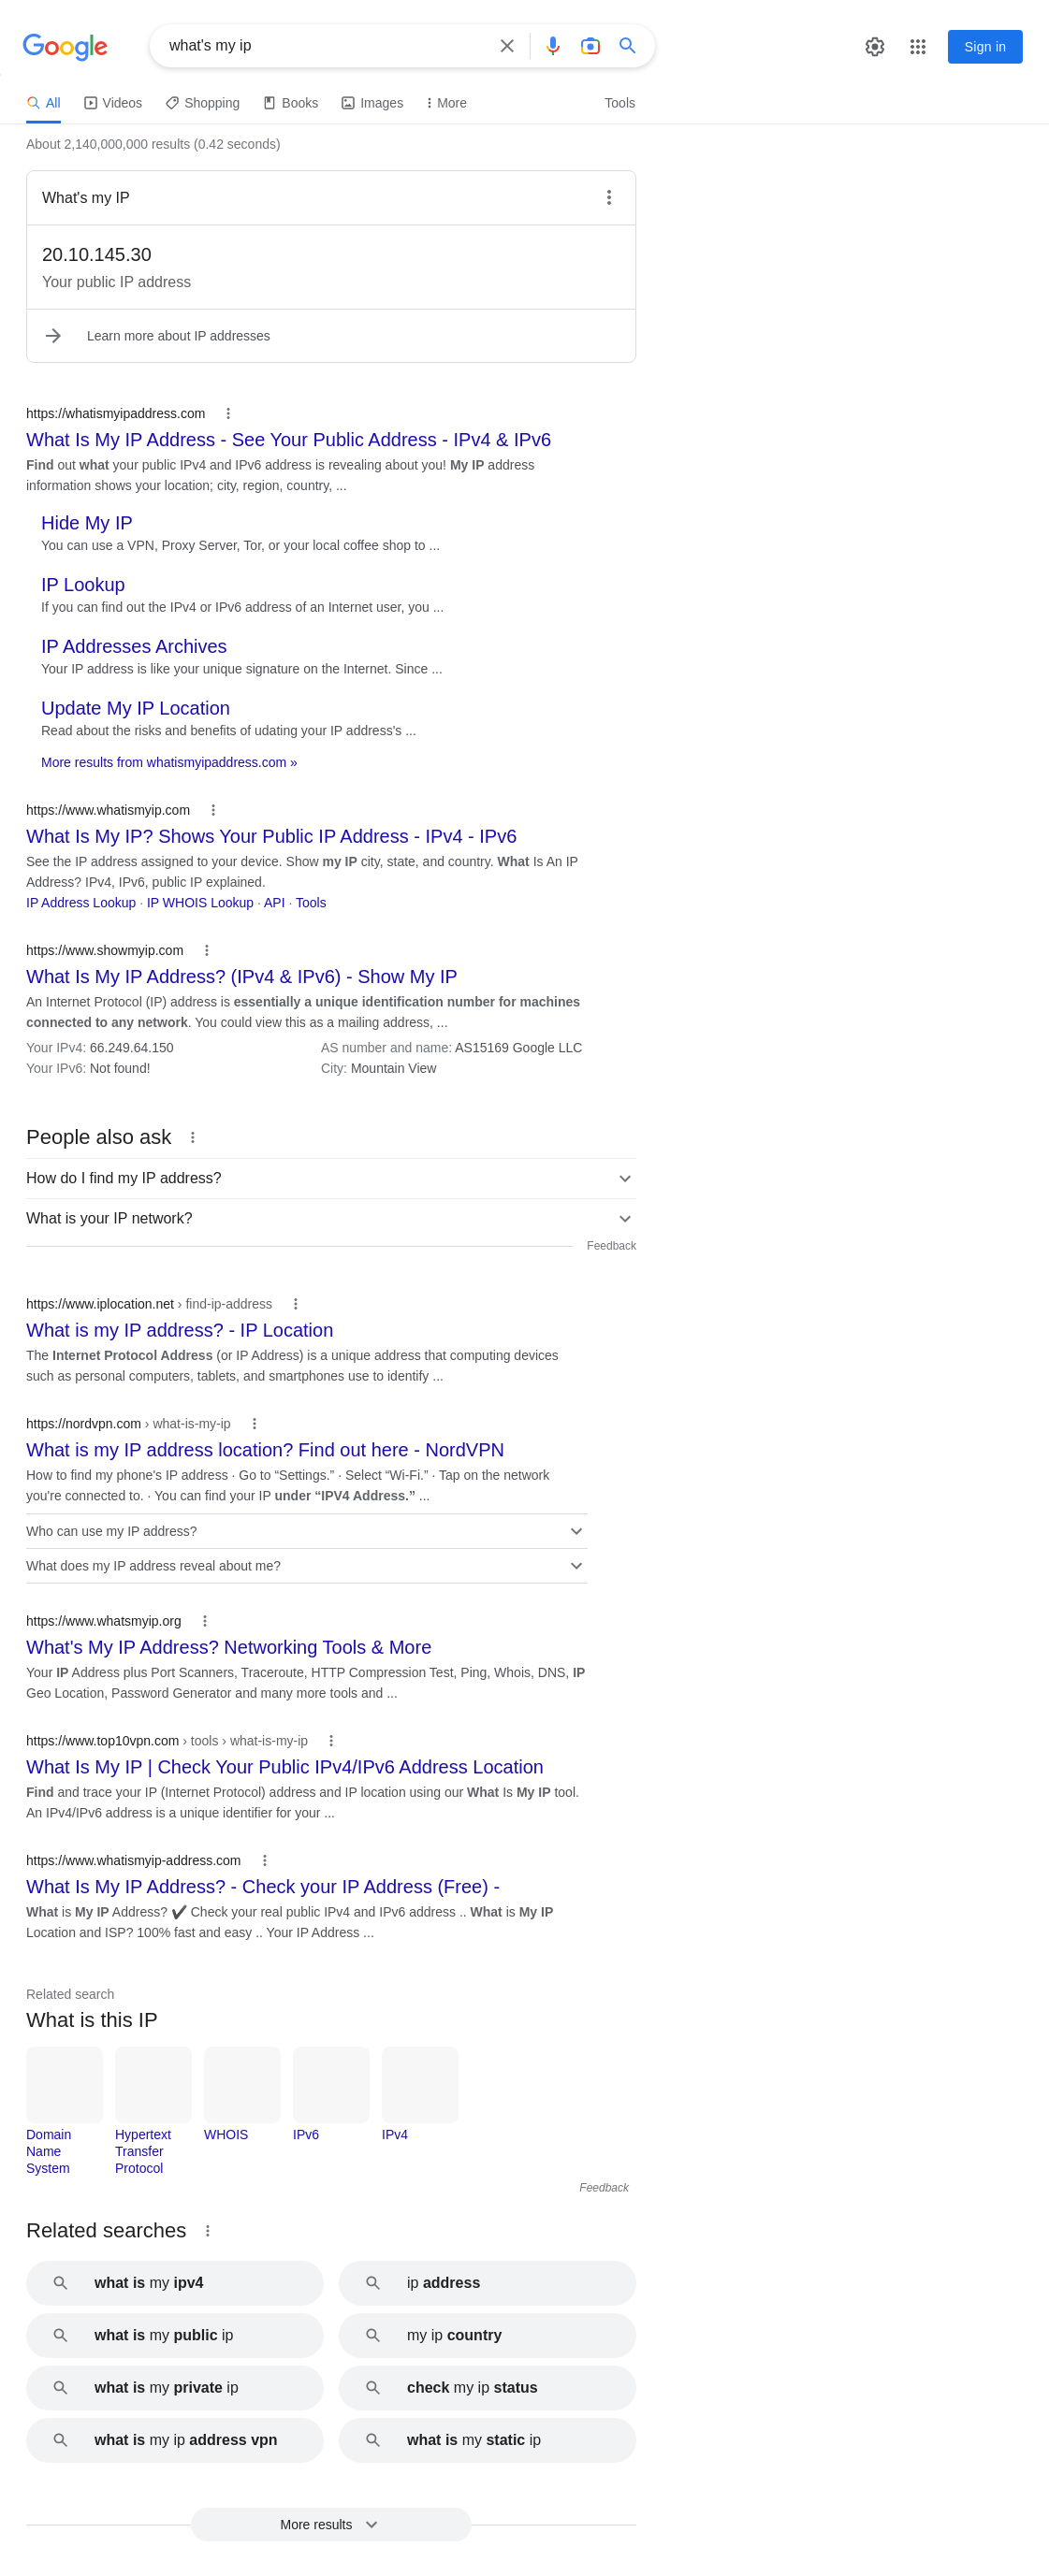 Google
what's my ip
Sign in
All
Videos
Shopping
Books
Images
More
Tools
About 2,140,000,000 results (0.42 seconds)
What's my IP
20.10.145.30
Your public IP address
Learn more about IP addresses
https://whatismyipaddress.com
What Is My IP Address - See Your Public Address - IPv4 & IPv6
Find out what your public IPv4 and IPv6 address is revealing about you! My IP address
information shows your location; city, region, country, ...
Hide My IP
You can use a VPN, Proxy Server, Tor, or your local coffee shop to ...
IP Lookup
If you can find out the IPv4 or IPv6 address of an Internet user, you ...
IP Addresses Archives
Your IP address is like your unique signature on the Internet. Since ...
Update My IP Location
Read about the risks and benefits of udating your IP address's ...
More results from whatismyipaddress.com »
https://www.whatismyip.com
What Is My IP? Shows Your Public IP Address - IPv4 - IPv6
See the IP address assigned to your device. Show my IP city, state, and country. What Is An IP
Address? IPv4, IPv6, public IP explained.
IP Address Lookup · IP WHOIS Lookup · API · Tools
https://www.showmyip.com
What Is My IP Address? (IPv4 & IPv6) - Show My IP
An Internet Protocol (IP) address is essentially a unique identification number for machines
connected to any network. You could view this as a mailing address, ...
Your IPv4: 66.249.64.150
AS number and name: AS15169 Google LLC
Your IPv6: Not found!
City: Mountain View
People also ask
How do I find my IP address?
What is your IP network?
Feedback
https://www.iplocation.net › find-ip-address
What is my IP address? - IP Location
The Internet Protocol Address (or IP Address) is a unique address that computing devices
such as personal computers, tablets, and smartphones use to identify ...
https://nordvpn.com › what-is-my-ip
What is my IP address location? Find out here - NordVPN
How to find my phone's IP address · Go to “Settings.” · Select “Wi-Fi.” · Tap on the network
you're connected to. · You can find your IP under “IPV4 Address.” ...
Who can use my IP address?
What does my IP address reveal about me?
https://www.whatsmyip.org
What's My IP Address? Networking Tools & More
Your IP Address plus Port Scanners, Traceroute, HTTP Compression Test, Ping, Whois, DNS, IP
Geo Location, Password Generator and many more tools and ...
https://www.top10vpn.com › tools › what-is-my-ip
What Is My IP | Check Your Public IPv4/IPv6 Address Location
Find and trace your IP (Internet Protocol) address and IP location using our What Is My IP tool.
An IPv4/IPv6 address is a unique identifier for your ...
https://www.whatismyip-address.com
What Is My IP Address? - Check your IP Address (Free) -
What is My IP Address? ✔ Check your real public IPv4 and IPv6 address .. What is My IP
Location and ISP? 100% fast and easy .. Your IP Address ...
Related search
What is this IP
Domain
Name
System
Hypertext
Transfer
Protocol
WHOIS
IPv6
IPv4
Feedback
Related searches
what is my ipv4
ip address
what is my public ip
my ip country
what is my private ip
check my ip status
what is my ip address vpn
what is my static ip
More results